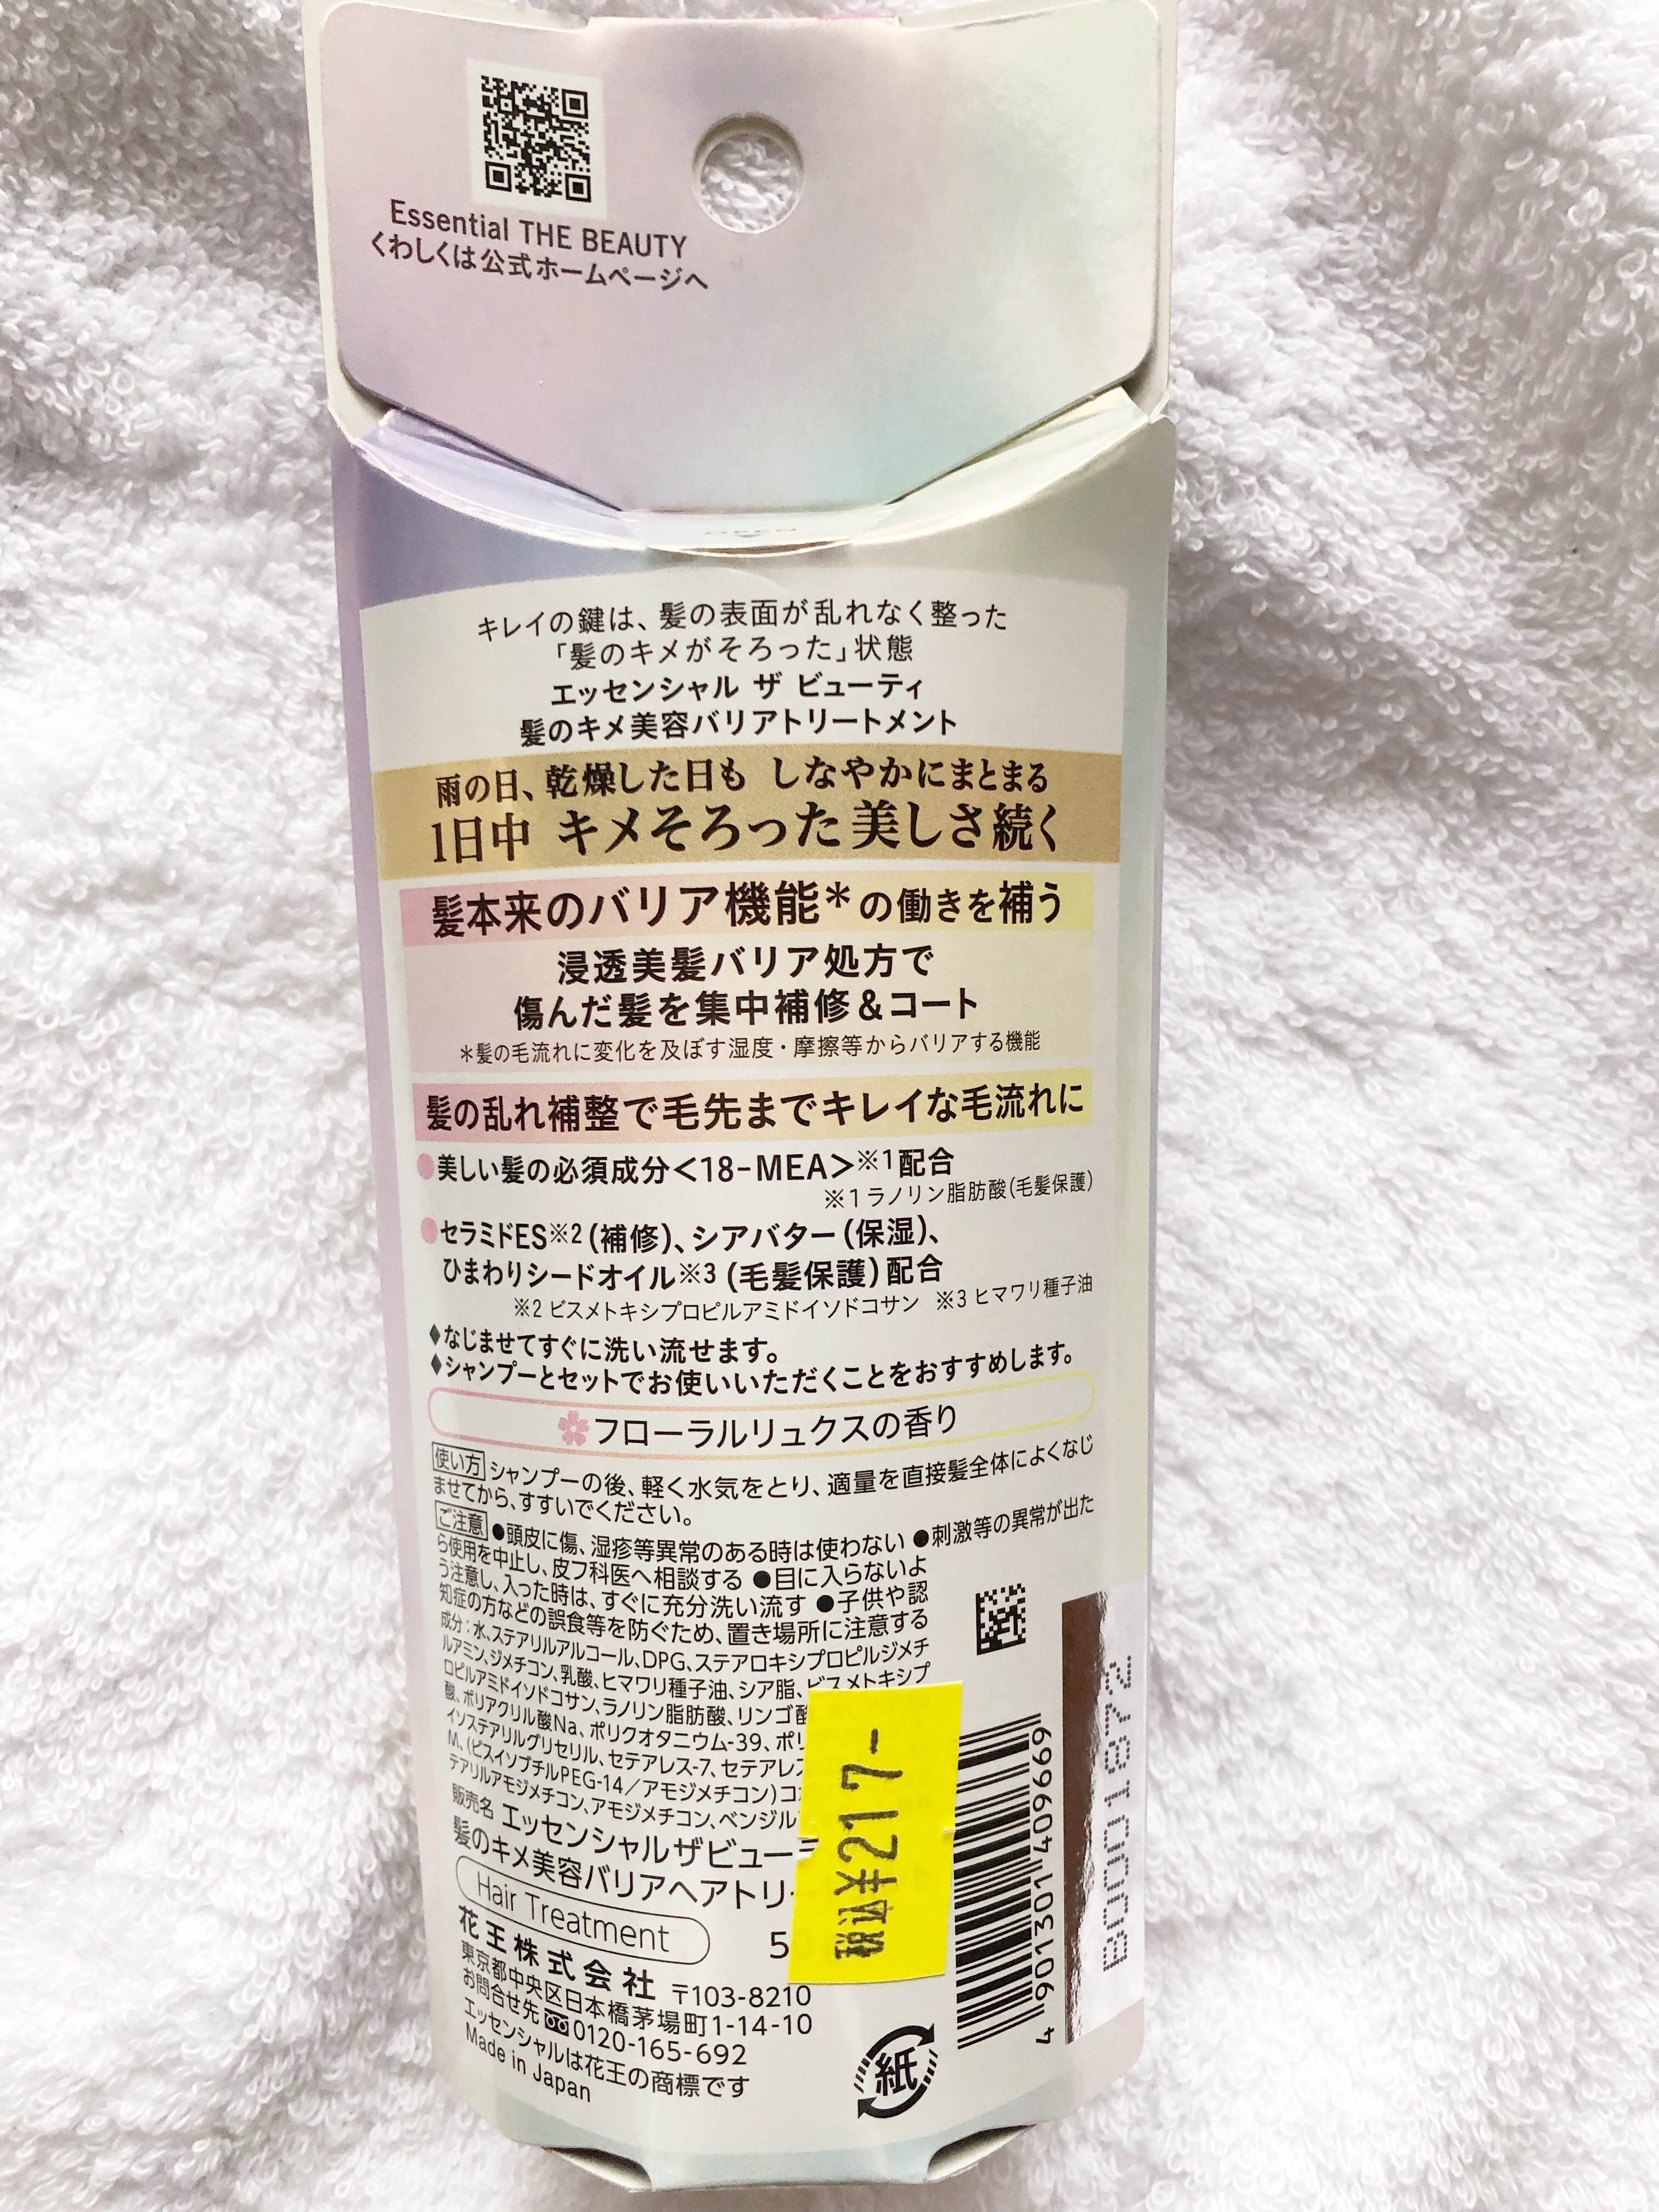 Essential THE BEAUTY
くわしくは公式ホームページへ
OPEN
キレイの鍵は、髪の表面が乱れなく整った
「髪のキメがそろった」状態
エッセンシャル ザ ビューティ
髪のキメ美容バリアトリートメント
雨の日、乾燥した日も しなやかにまとまる
1日中 キメそろった美しさ続く
髪本来のバリア機能*の働きを補う
浸透美髪バリア処方で
傷んだ髪を集中補修&コート
*髪の毛流れに変化を及ぼす湿度・摩擦等からバリアする機能
髪の乱れ補整で毛先までキレイな毛流れに
●美しい髪の必須成分<18-MEA>※1配合
※1 ラノリン脂肪酸(毛髪保護)
●セラミドES※2(補修)、シアバター(保湿)、
ひまわりシードオイル※3(毛髪保護)配合
※2 ビスメトキシプロピルアミドイソドコサン ※3 ヒマワリ種子油
♦なじませてすぐに洗い流せます。
♦シャンプーとセットでお使いいただくことをおすすめします。
フローラルリュクスの香り
使い方 シャンプーの後、軽く水気をとり、適量を直接髪全体によくなじ
ませてから、すすいでください。
ご注意 ●頭皮に傷、湿疹等異常のある時は使わない ●刺激等の異常が出た
ら使用を中止し、皮フ科医へ相談する ●目に入らないよ
う注意し、入った時は、すぐに充分洗い流す ●子供や認
知症の方などの誤食等を防ぐため、置き場所に注意する
成分:水、ステアリルアルコール、DPG、ステアロキシプロピルジメチ
ルアミン、ジメチコン、乳酸、ヒマワリ種子油、シア脂、ビスメトキシプ
ロピルアミドイソドコサン、ラノリン脂肪酸、リンゴ酸
酸、ポリアクリル酸Na、ポリクオタニウム-39、ポリ
イソステアリルグリセリル、セテアレス-7、セテアレス
M、(ビスイソブチルPEG-14/アモジメチコン)コ
テアリルアモジメチコン、アモジメチコン、ベンジル
販売名 エッセンシャルザビュー
髪のキメ美容バリアヘアトリ
Hair Treatment 5
花王株式会社 〒103-8210
東京都中央区日本橋茅場町1-14-10
お問合せ先 0120-165-692
エッセンシャルは花王の商標です
Made in Japan
税込¥217-
4 901301 409669
紙